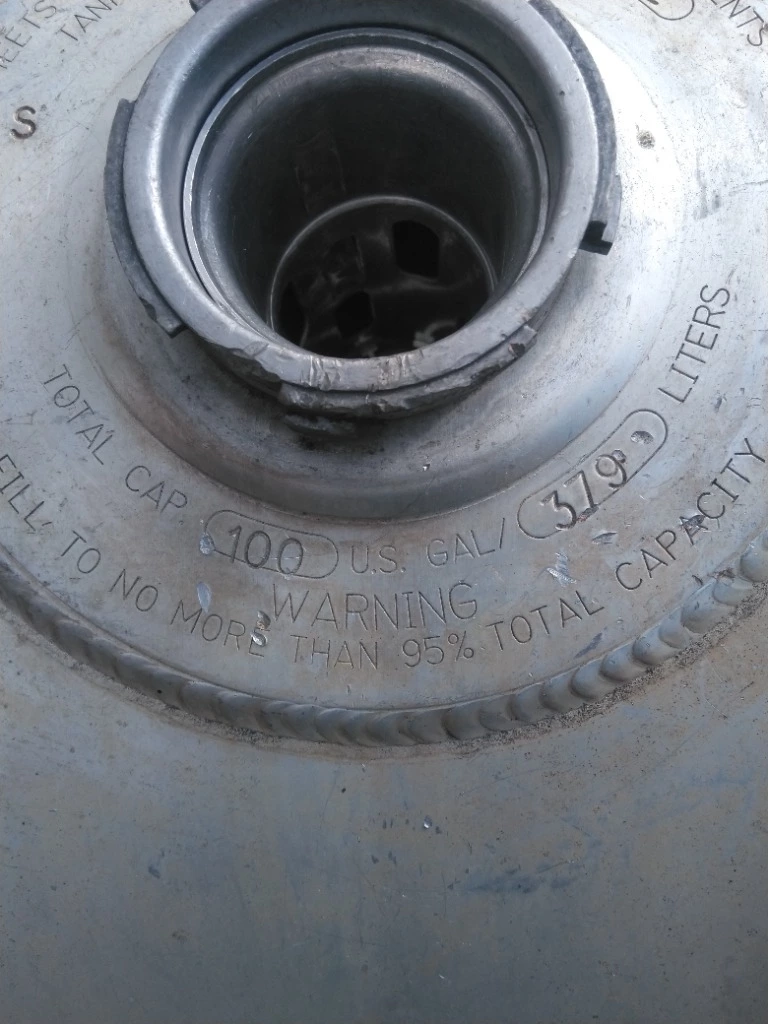 S
TOTAL CAP. 100 U.S. GAL/ 379 LITERS
WARNING
FILL TO NO MORE THAN 95% TOTAL CAPACITY